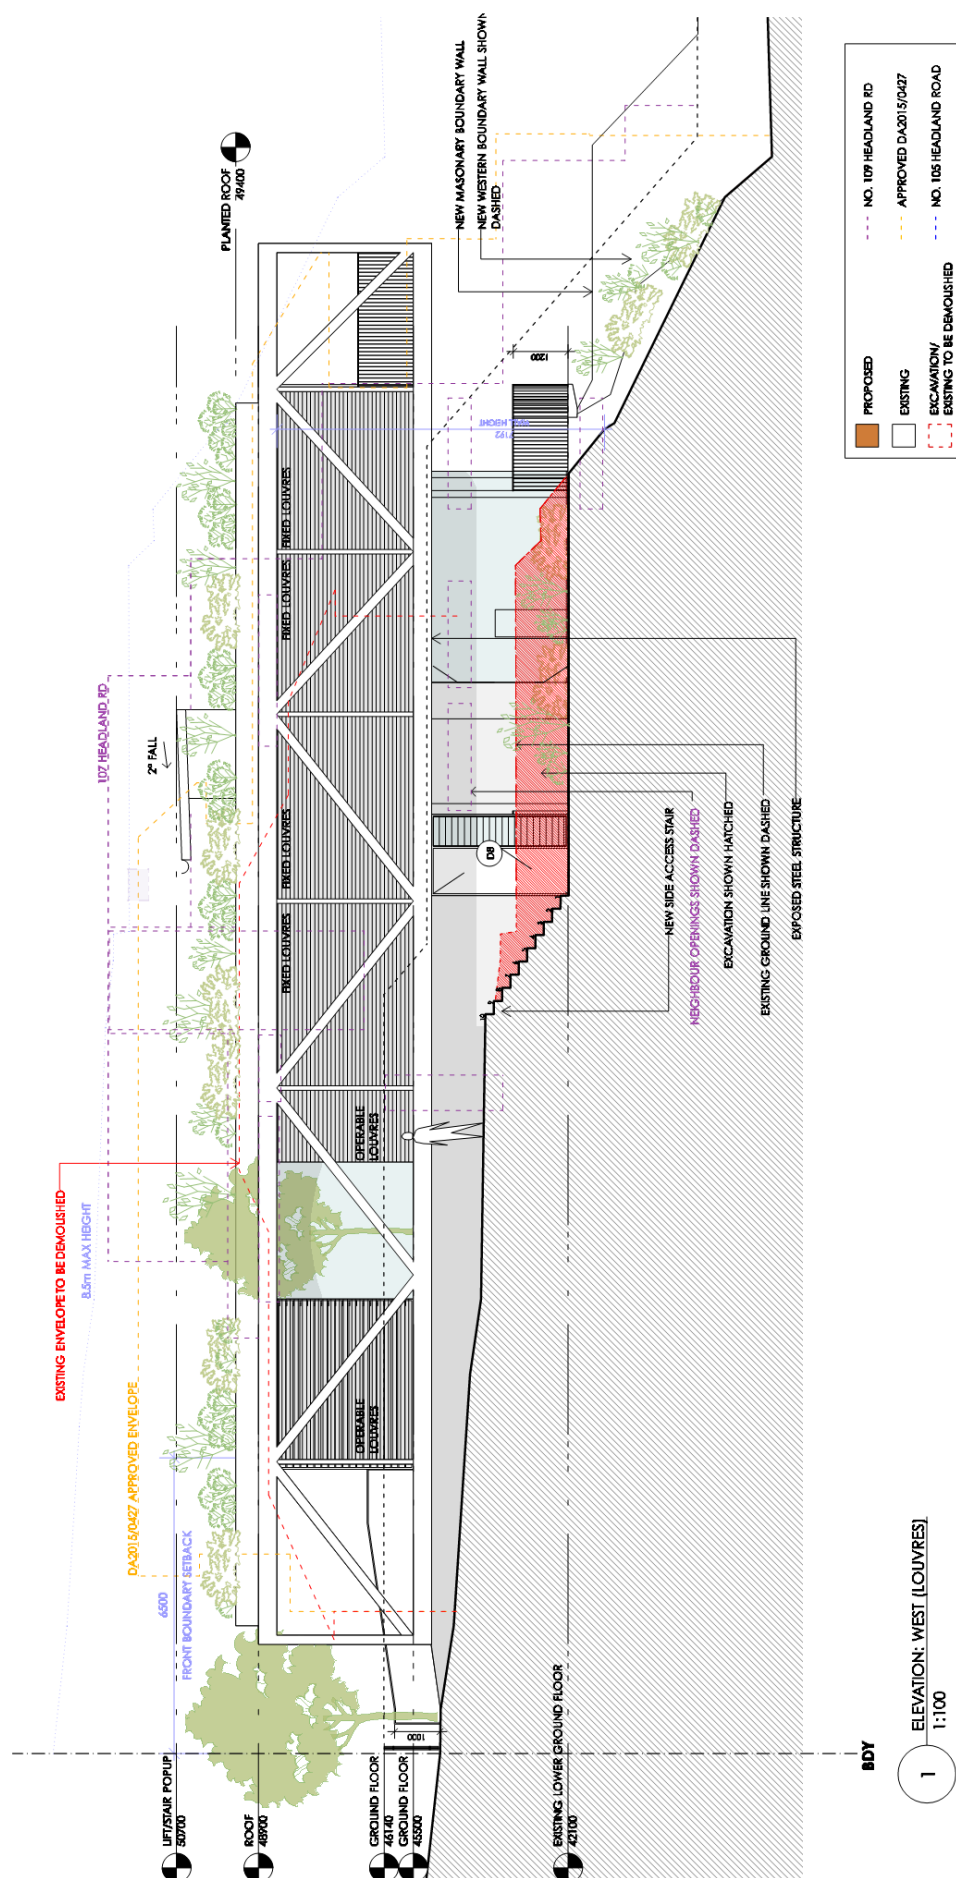 LIFT/STAIR POPUP
50700
ROOF
48900
GROUND FLOOR
46140
GROUND FLOOR
45500
EXISTING LOWER GROUND FLOOR
42100
BDY
1
ELEVATION: WEST (LOUVRES)
1:100
6500
FRONT BOUNDARY SETBACK
DA2015/0427 APPROVED ENVELOPE
EXISTING ENVELOPE TO BE DEMOLISHED
8.5m MAX HEIGHT
107 HEADLAND RD
2° FALL
PLANTED ROOF
49400
OPERABLE
LOUVRES
OPERABLE
LOUVRES
FIXED LOUVRES
FIXED LOUVRES
FIXED LOUVRES
FIXED LOUVRES
1000
D8
7192
1200
NEW MASONARY BOUNDARY WALL
NEW WESTERN BOUNDARY WALL SHOWN
DASHED
NEW SIDE ACCESS STAIR
NEIGHBOUR OPENINGS SHOWN DASHED
EXCAVATION SHOWN HATCHED
EXISTING GROUND LINE SHOWN DASHED
EXPOSED STEEL STRUCTURE
PROPOSED
EXISTING
EXCAVATION/
EXISTING TO BE DEMOLISHED
NO. 109 HEADLAND RD
APPROVED DA2015/0427
NO. 105 HEADLAND ROAD